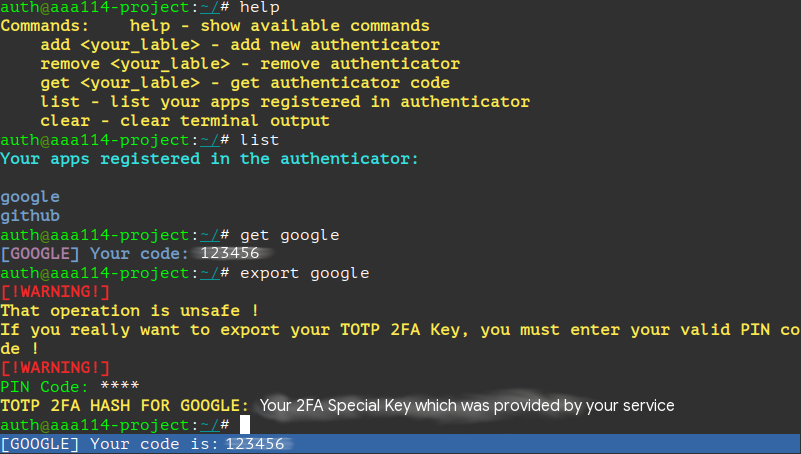 auth@aaa114-project:~/# help
Commands:    help - show available commands
    add <your_lable> - add new authenticator
    remove <your_lable> - remove authenticator
    get <your_lable> - get authenticator code
    list - list your apps registered in authenticator
    clear - clear terminal output
auth@aaa114-project:~/# list
Your apps registered in the authenticator:

google
github
auth@aaa114-project:~/# get google
[GOOGLE] Your code: 123456
auth@aaa114-project:~/# export google
[!WARNING!]
That operation is unsafe !
If you really want to export your TOTP 2FA Key, you must enter your valid PIN co
de !
[!WARNING!]
PIN Code: ****
TOTP 2FA HASH FOR GOOGLE: Your 2FA Special Key which was provided by your service
auth@aaa114-project:~/#
[GOOGLE] Your code is: 123456